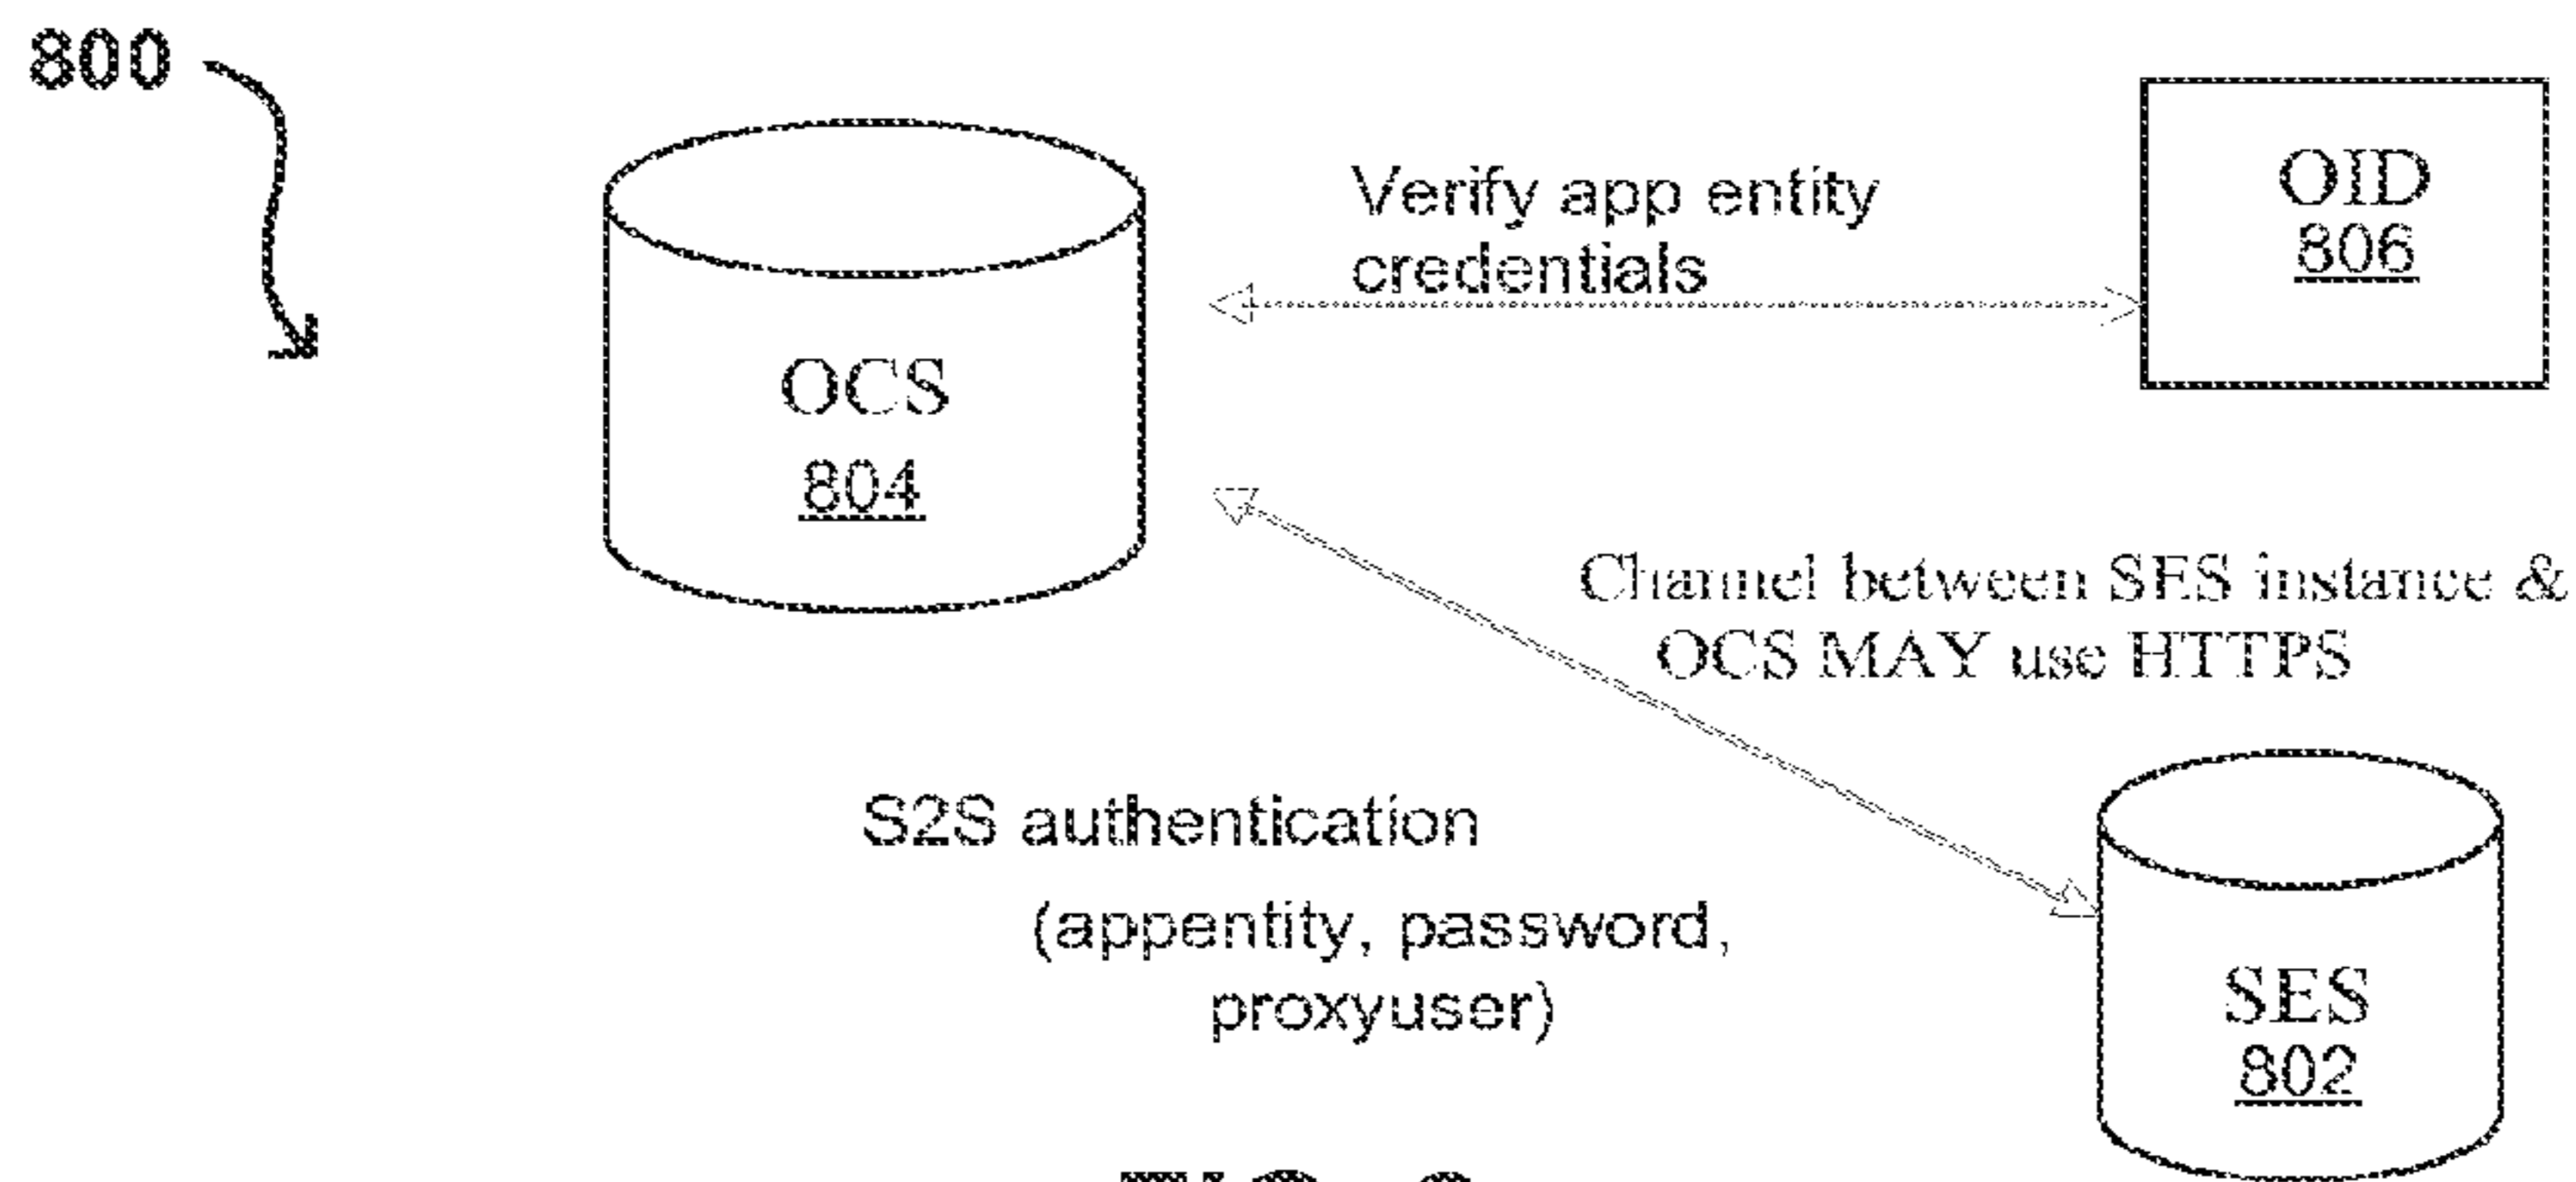 800
OID
806
Verify app entity
credentials
OCS
804
Channel between SES instance &
OCS MAY use HTTPS
S2S authentication
(appentity, password,
proxyuser)
SES
802